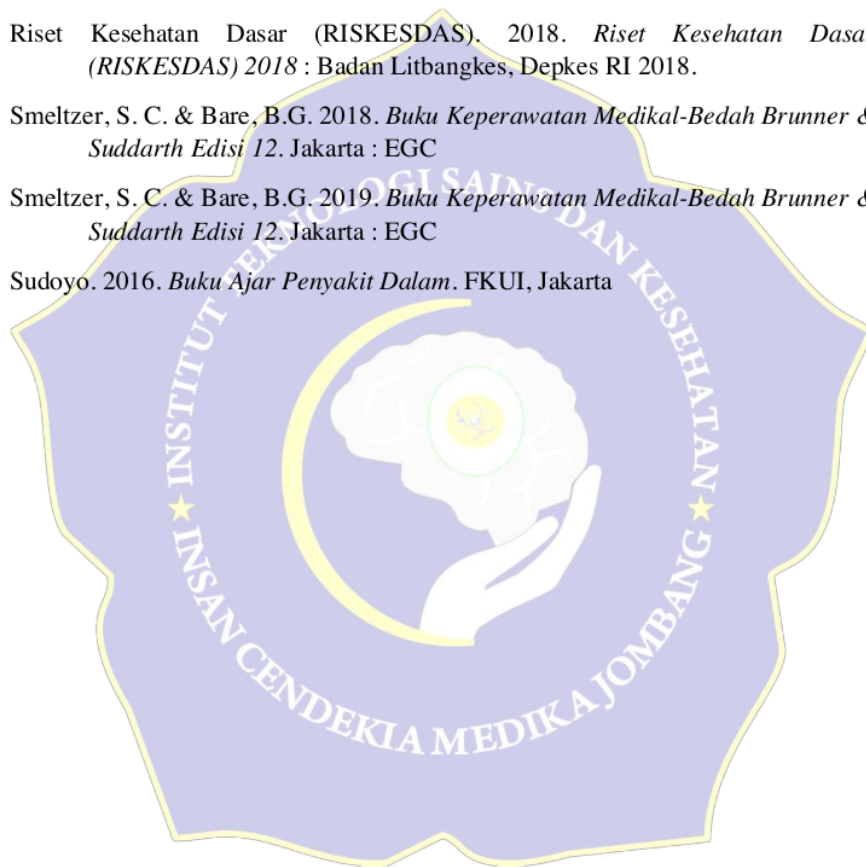 Riset Kesehatan Dasar (RISKESDAS). 2018. Riset Kesehatan Dasar
(RISKESDAS) 2018 : Badan Litbangkes, Depkes RI 2018.
Smeltzer, S. C. & Bare, B.G. 2018. Buku Keperawatan Medikal-Bedah Brunner &
Suddarth Edisi 12. Jakarta : EGC
Smeltzer, S. C. & Bare, B.G. 2019. Buku Keperawatan Medikal-Bedah Brunner &
Suddarth Edisi 12. Jakarta : EGC
Sudoyo. 2016. Buku Ajar Penyakit Dalam. FKUI, Jakarta
INSTITUT TEKNOLOGI SAINS DAN KESEHATAN
INSAN CENDEKIA MEDIKA JOMBANG